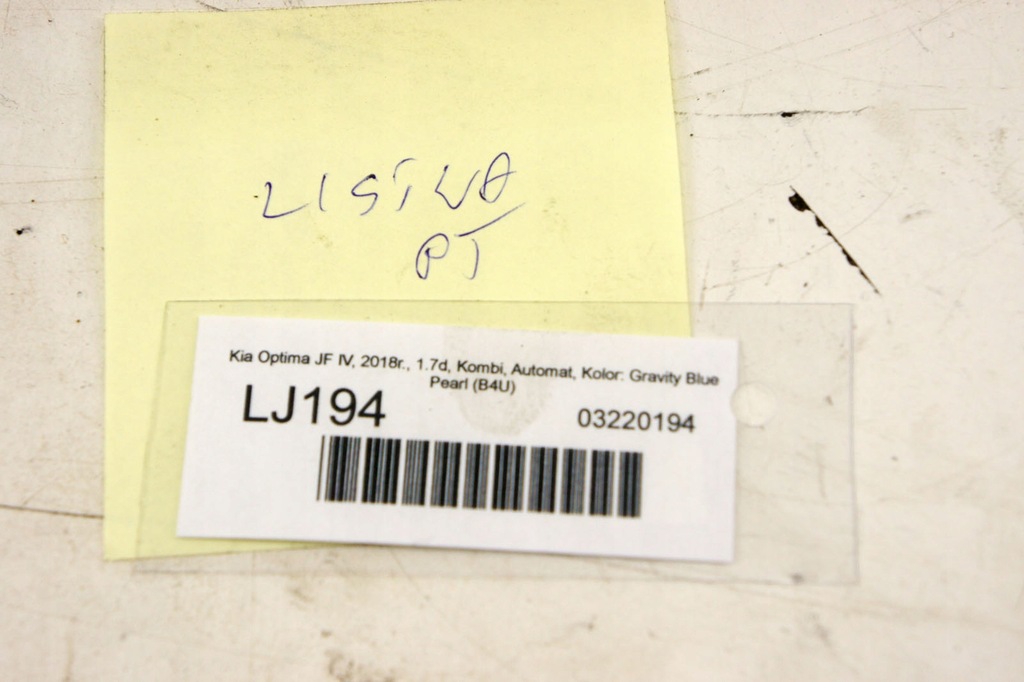 LISTWA
PT
Kia Optima JF IV, 2018r., 1.7d, Kombi, Automat, Kolor: Gravity Blue
Pearl (B4U)
LJ194 03220194